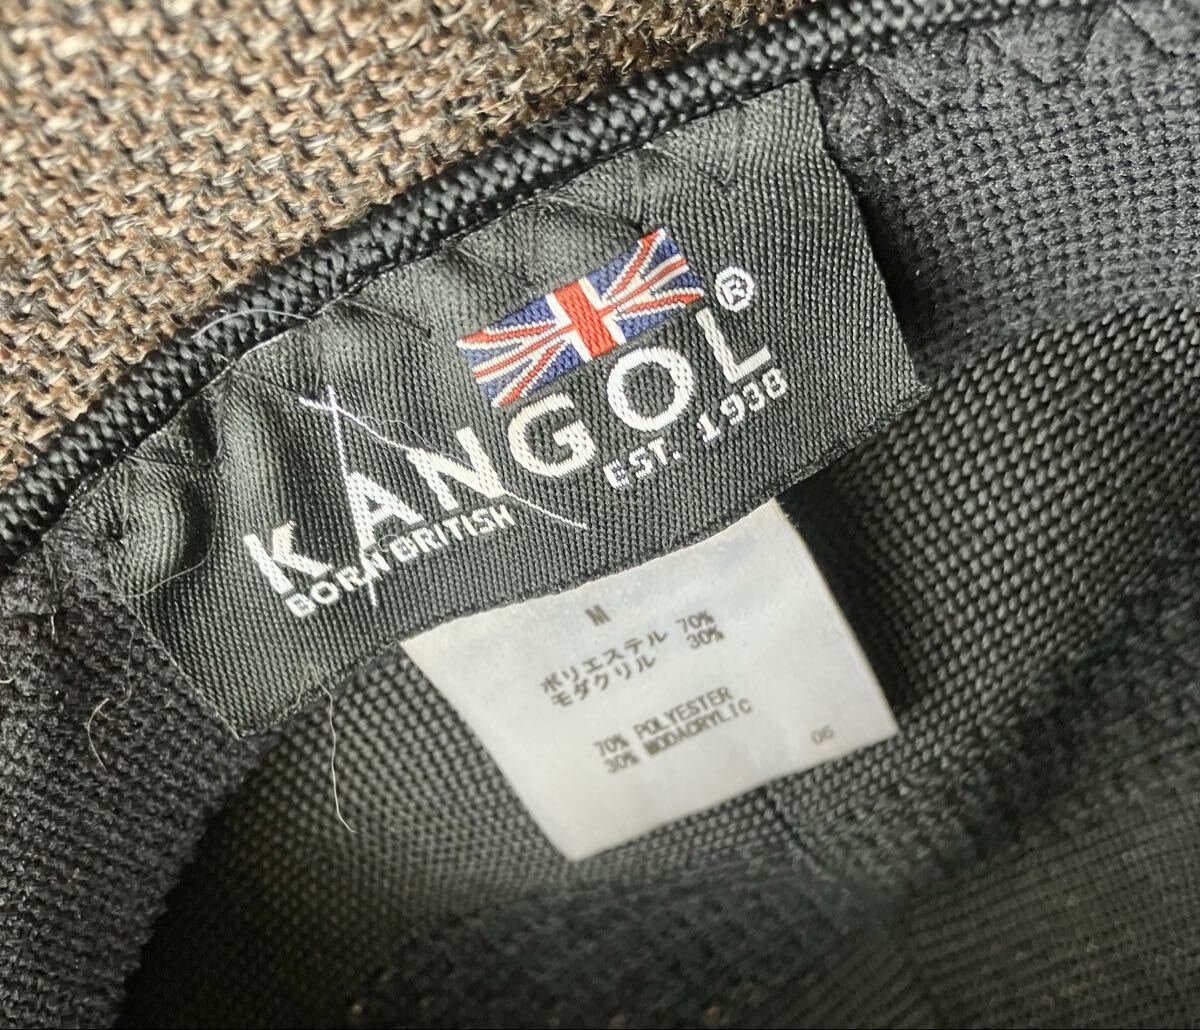 KANGOL®
BORN BRITISH EST. 1938
M
ポリエステル 70%
モダクリル 30%
70% POLYESTER
30% MODACRYLIC
06